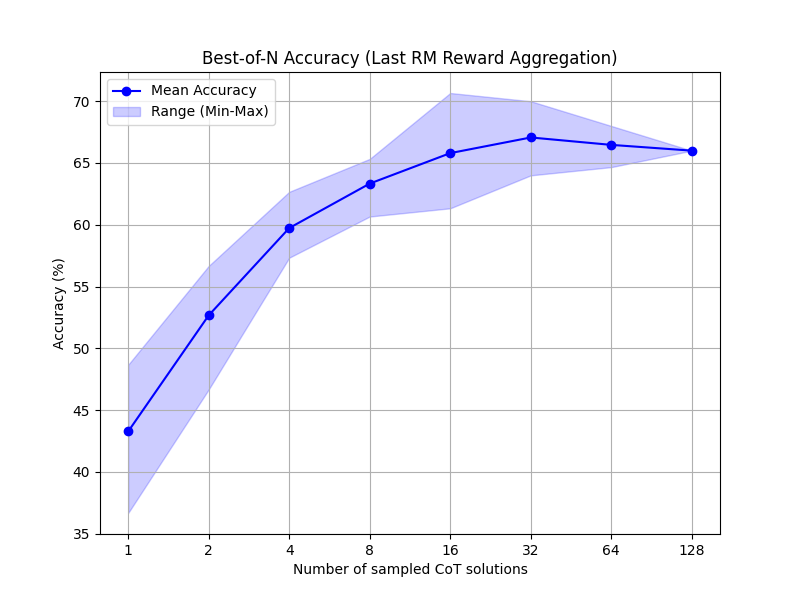 Best-of-N Accuracy (Last RM Reward Aggregation)
Mean Accuracy
Range (Min-Max)
Accuracy (%)
70
65
60
55
50
45
40
35
1 2 4 8 16 32 64 128
Number of sampled CoT solutions